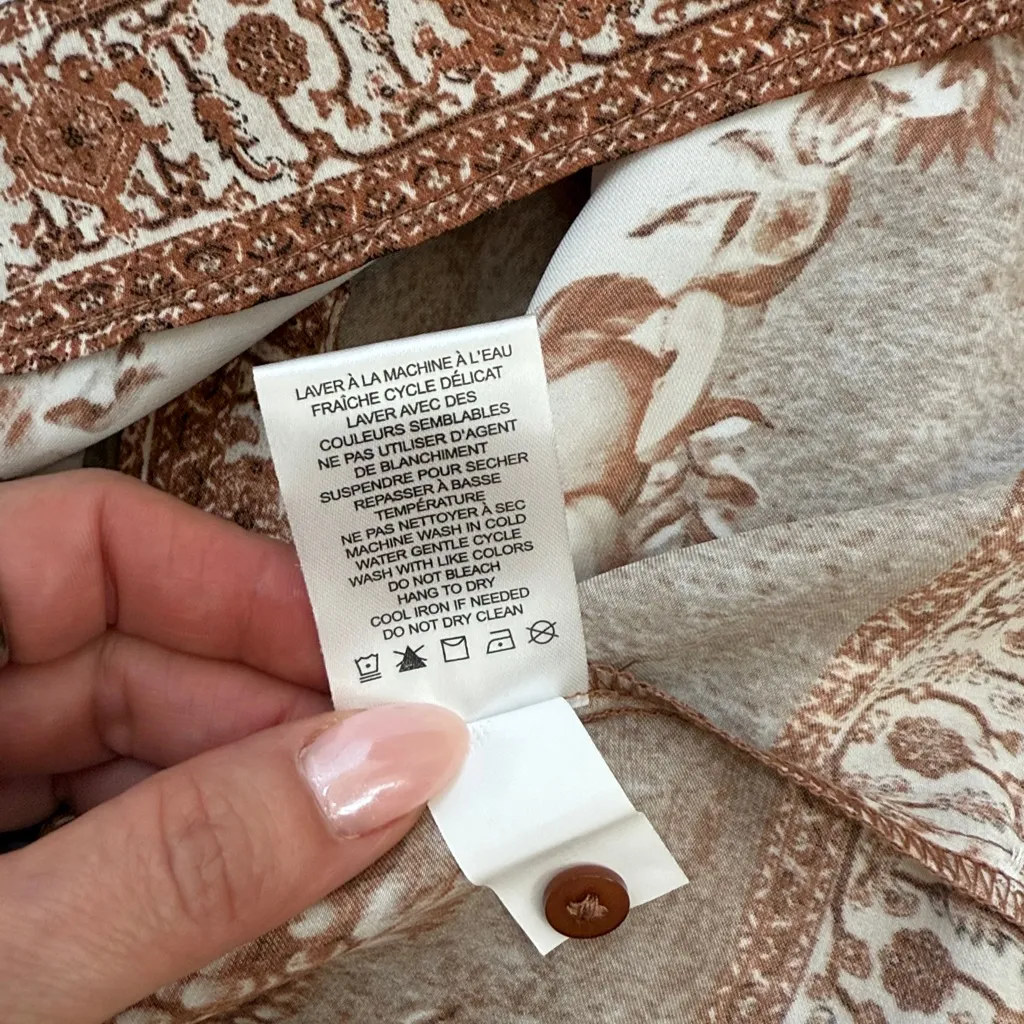 LAVER À LA MACHINE À L'EAU
FRAÎCHE CYCLE DÉLICAT
LAVER AVEC DES
COULEURS SEMBLABLES
NE PAS UTILISER D'AGENT
DE BLANCHIMENT
SUSPENDRE POUR SECHER
REPASSER À BASSE
TEMPÉRATURE
NE PAS NETTOYER À SEC
MACHINE WASH IN COLD
WATER GENTLE CYCLE
WASH WITH LIKE COLORS
DO NOT BLEACH
HANG TO DRY
COOL IRON IF NEEDED
DO NOT DRY CLEAN